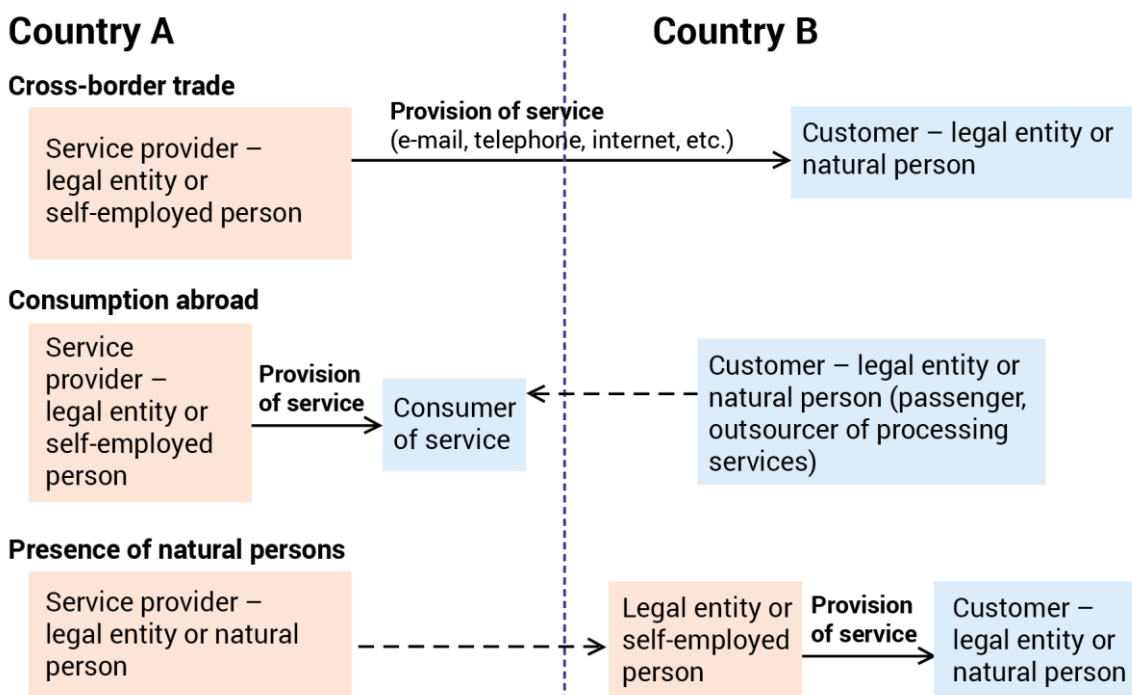 Country A
Country B
Cross-border trade
Service provider –
legal entity or
self-employed person
Provision of service
(e-mail, telephone, internet, etc.)
Customer – legal entity or
natural person
Consumption abroad
Service
provider –
legal entity or
self-employed
person
Provision
of service
Consumer
of service
Customer – legal entity or
natural person (passenger,
outsourcer of processing
services)
Presence of natural persons
Service provider –
legal entity or natural
person
Legal entity or
self-employed
person
Provision
of service
Customer –
legal entity or
natural person